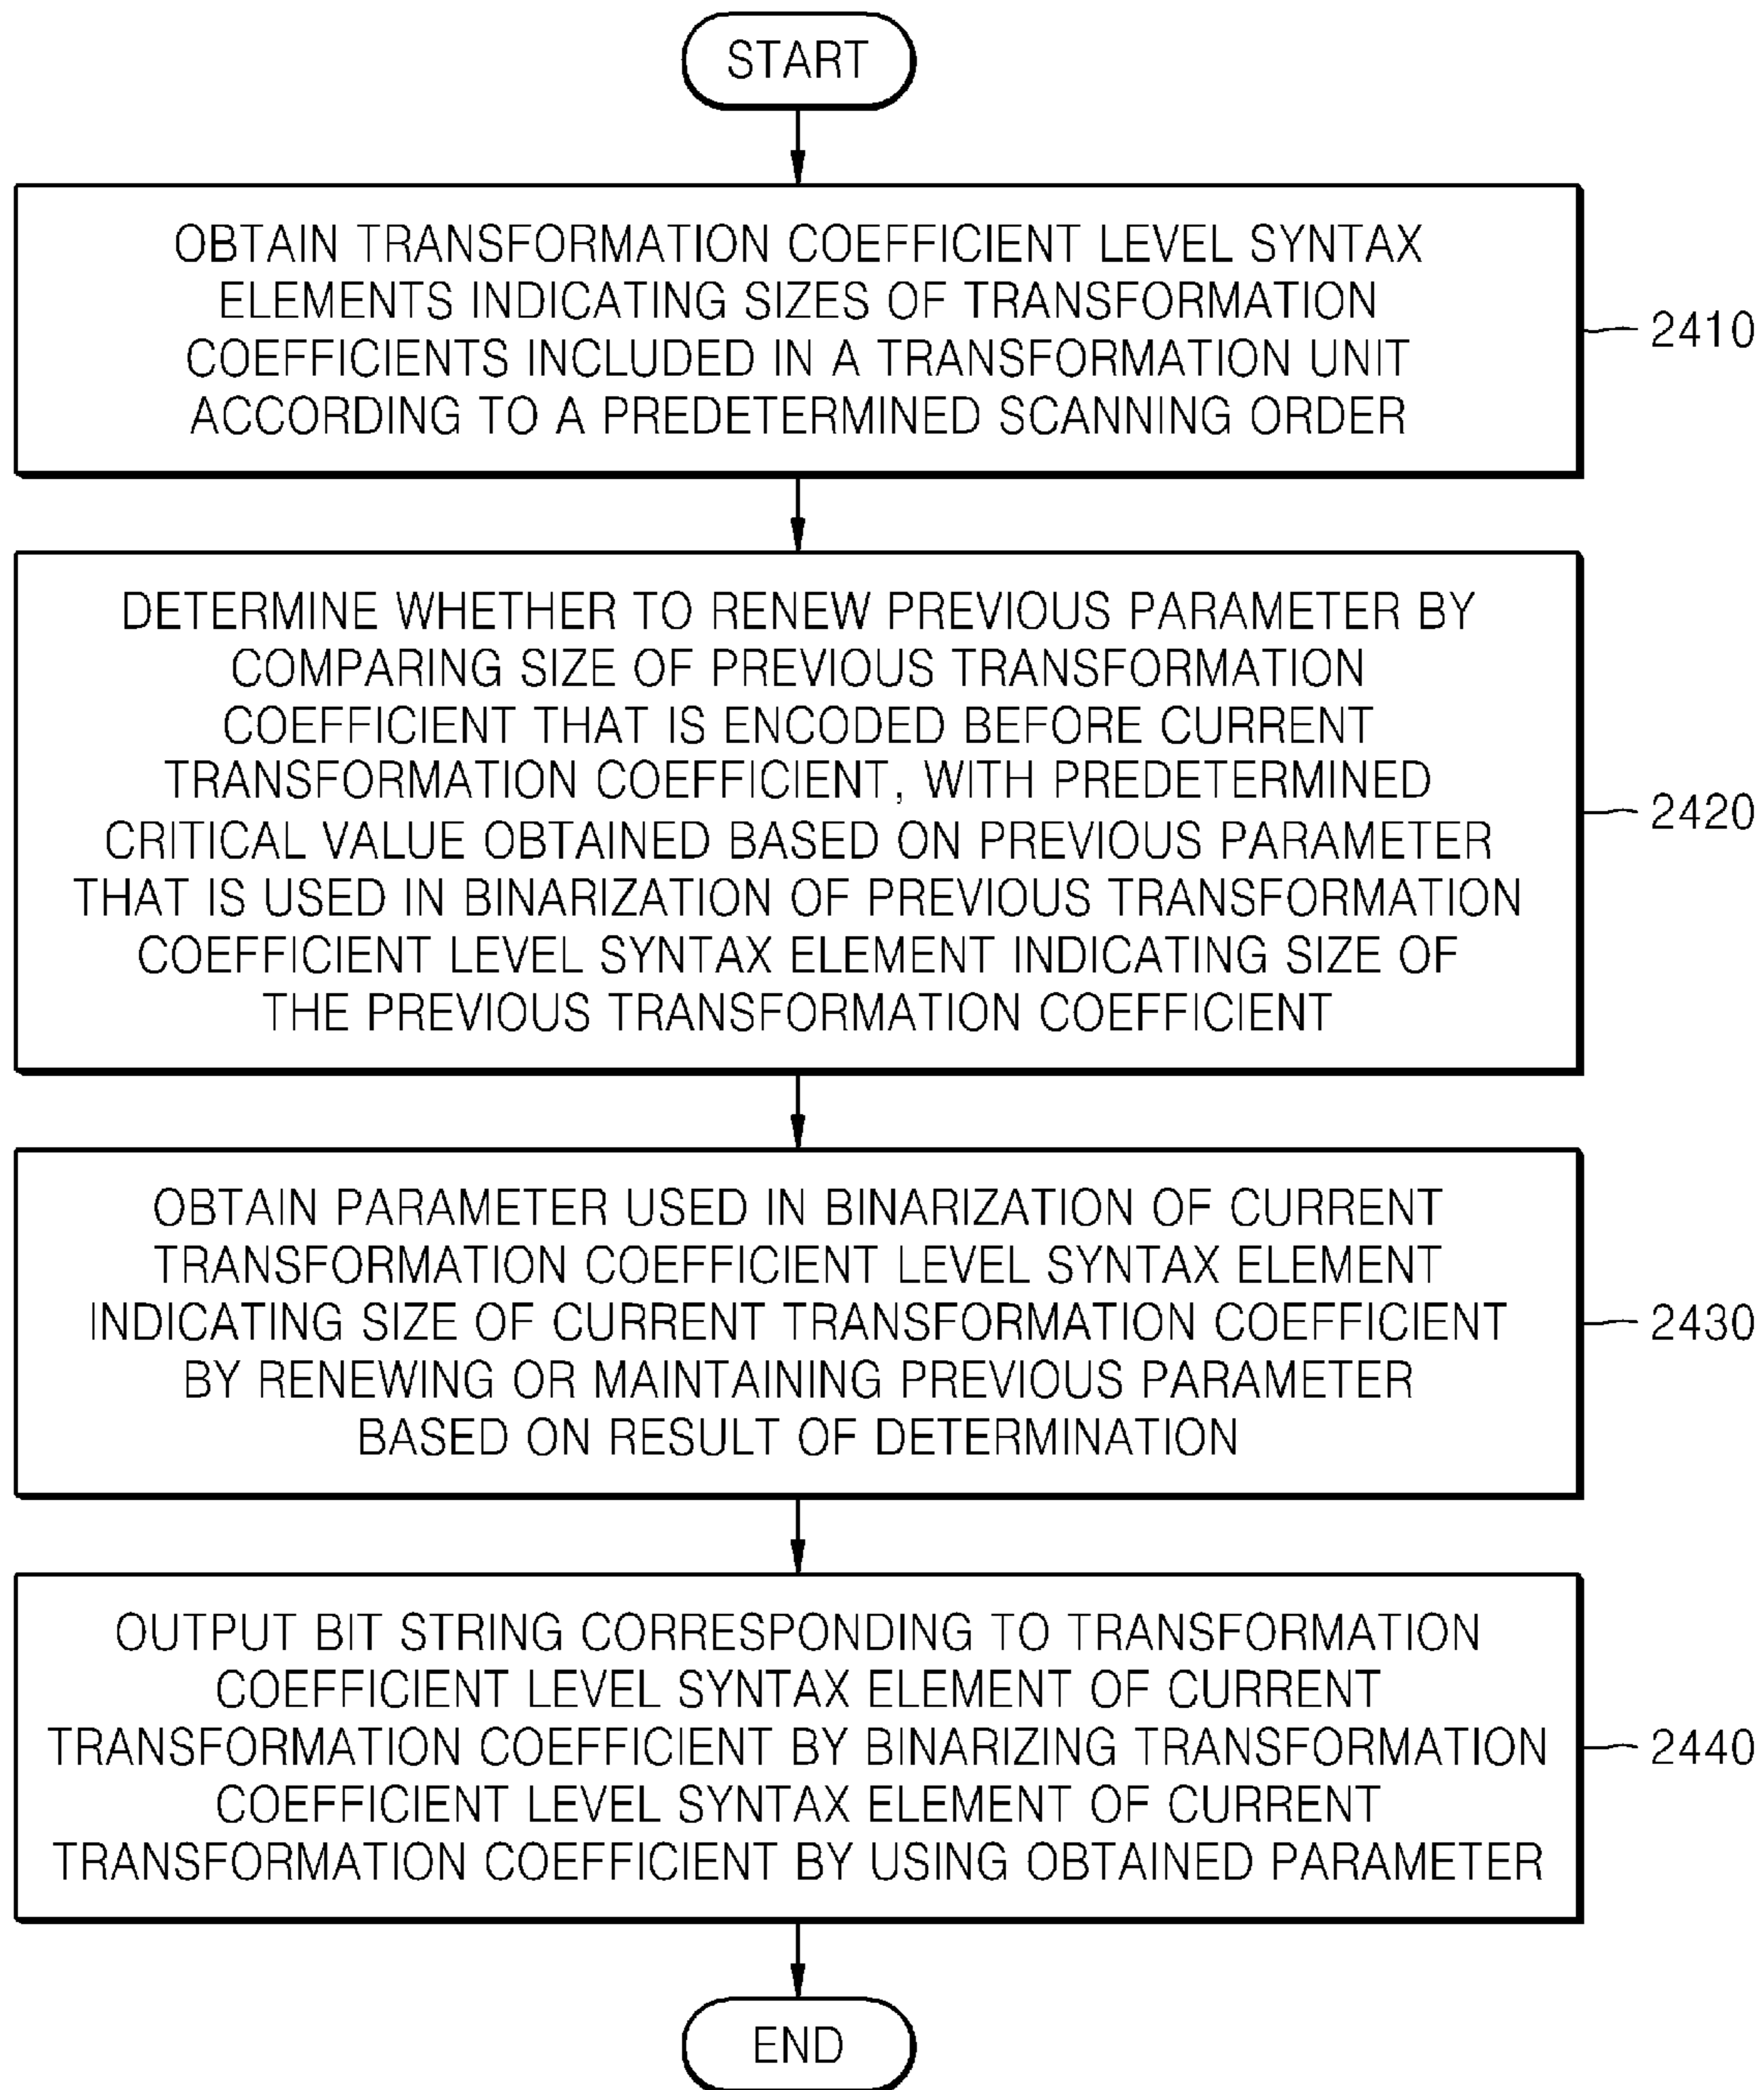 START
OBTAIN TRANSFORMATION COEFFICIENT LEVEL SYNTAX
ELEMENTS INDICATING SIZES OF TRANSFORMATION
COEFFICIENTS INCLUDED IN A TRANSFORMATION UNIT
ACCORDING TO A PREDETERMINED SCANNING ORDER
2410
DETERMINE WHETHER TO RENEW PREVIOUS PARAMETER BY
COMPARING SIZE OF PREVIOUS TRANSFORMATION
COEFFICIENT THAT IS ENCODED BEFORE CURRENT
TRANSFORMATION COEFFICIENT, WITH PREDETERMINED
CRITICAL VALUE OBTAINED BASED ON PREVIOUS PARAMETER
THAT IS USED IN BINARIZATION OF PREVIOUS TRANSFORMATION
COEFFICIENT LEVEL SYNTAX ELEMENT INDICATING SIZE OF
THE PREVIOUS TRANSFORMATION COEFFICIENT
2420
OBTAIN PARAMETER USED IN BINARIZATION OF CURRENT
TRANSFORMATION COEFFICIENT LEVEL SYNTAX ELEMENT
INDICATING SIZE OF CURRENT TRANSFORMATION COEFFICIENT
BY RENEWING OR MAINTAINING PREVIOUS PARAMETER
BASED ON RESULT OF DETERMINATION
2430
OUTPUT BIT STRING CORRESPONDING TO TRANSFORMATION
COEFFICIENT LEVEL SYNTAX ELEMENT OF CURRENT
TRANSFORMATION COEFFICIENT BY BINARIZING TRANSFORMATION
COEFFICIENT LEVEL SYNTAX ELEMENT OF CURRENT
TRANSFORMATION COEFFICIENT BY USING OBTAINED PARAMETER
2440
END